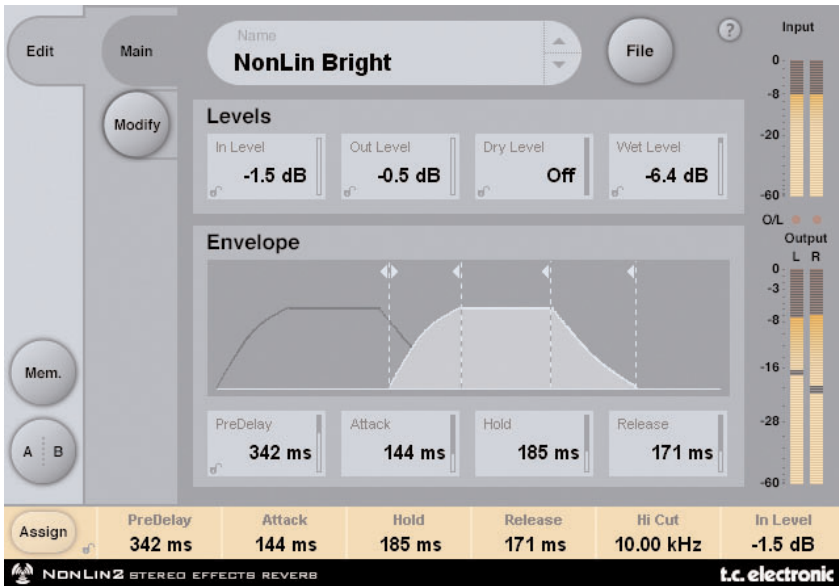 Edit
Main
Modify
Mem.
A B
Name
NonLin Bright
File
?
Input
0
-8
-20
-60
O/L
Output
L R
0
-3
-8
-16
-28
-60
Levels
In Level
-1.5 dB
Out Level
-0.5 dB
Dry Level
Off
Wet Level
-6.4 dB
Envelope
PreDelay
342 ms
Attack
144 ms
Hold
185 ms
Release
171 ms
Assign
PreDelay
342 ms
Attack
144 ms
Hold
185 ms
Release
171 ms
Hi Cut
10.00 kHz
In Level
-1.5 dB
NONLIN2 STEREO EFFECTS REVERB
t.c. electronic